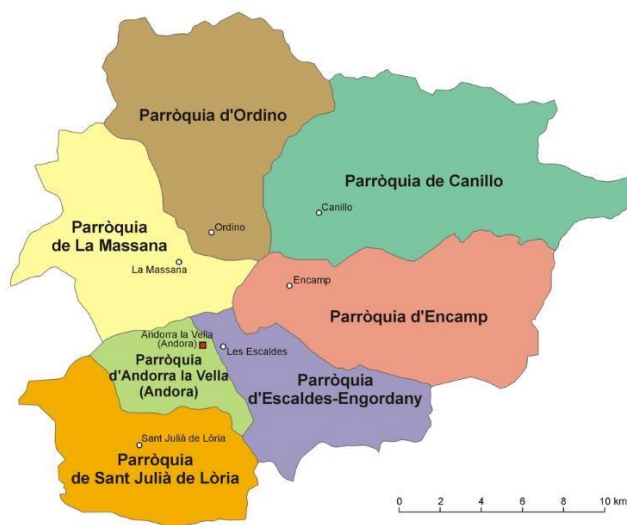 Parròquia d'Ordino
Parròquia de Canillo
Canillo
Ordino
Parròquia
de La Massana
La Massana
Encamp
Parròquia d'Encamp
Andorra la Vella
(Andora)
Les Escaldes
Parròquia
d'Andorra la Vella
(Andora)
Parròquia
d'Escaldes-Engordany
Sant Julià de Lòria
Parròquia
de Sant Julià de Lòria
0 2 4 6 8 10 km